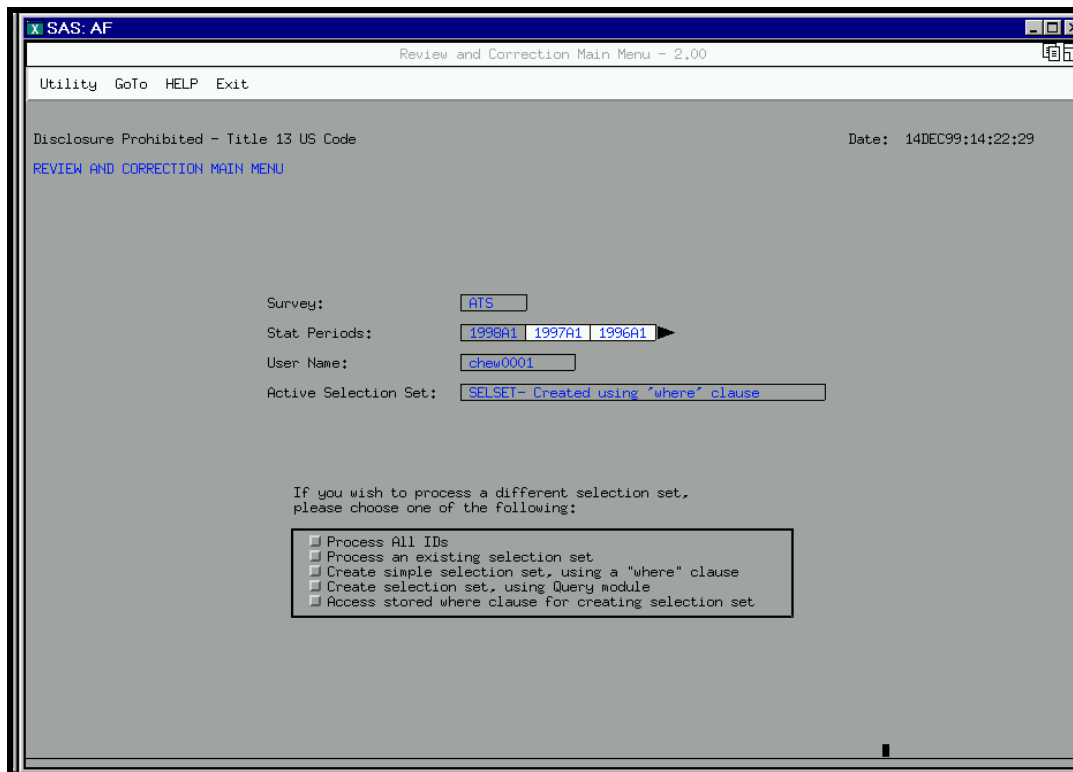 X SAS: AF
Review and Correction Main Menu - 2.00
Utility GoTo HELP Exit
Disclosure Prohibited - Title 13 US Code Date: 14DEC99:14:22:29
REVIEW AND CORRECTION MAIN MENU
Survey: ATS
Stat Periods: 1998A1 1997A1 1996A1
User Name: chew0001
Active Selection Set: SELSET- Created using "where" clause
If you wish to process a different selection set,
please choose one of the following:
Process All IDs
Process an existing selection set
Create simple selection set, using a "where" clause
Create selection set, using Query module
Access stored where clause for creating selection set